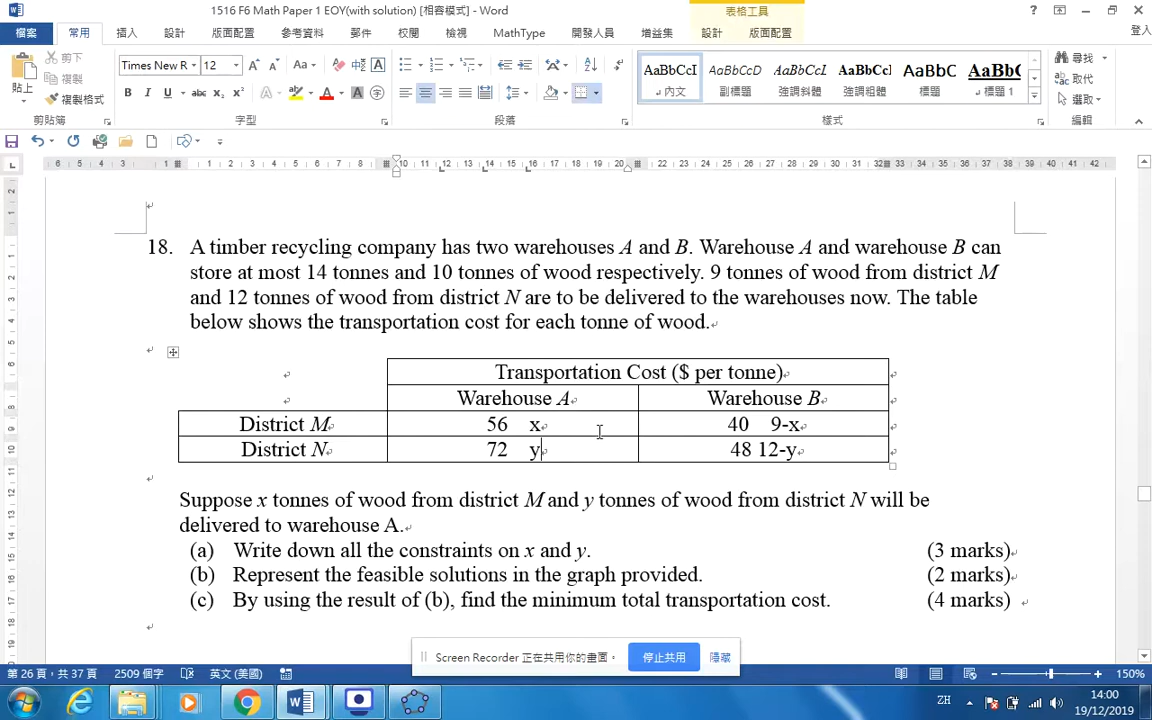 1516 F6 Math Paper 1 EOY(with solution) [相容模式] - Word
表格工具
登入
檔案 常用 插入 設計 版面配置 參考資料 郵件 校閱 檢視 MathType 開發人員 增益集 設計 版面配置
貼上 剪下 複製 複製格式
Times New R 12
AaBbCcI AaBbCcD AaBbCcI AaBbCcI AaBbC AaBbC
內文 副標題 強調斜體 強調粗體 標題 標題 1
尋找 取代 選取
剪貼簿 字型 段落 樣式 編輯
18. A timber recycling company has two warehouses A and B. Warehouse A and warehouse B can
store at most 14 tonnes and 10 tonnes of wood respectively. 9 tonnes of wood from district M
and 12 tonnes of wood from district N are to be delivered to the warehouses now. The table
below shows the transportation cost for each tonne of wood.
Transportation Cost ($ per tonne)
Warehouse A Warehouse B
District M 56 x 40 9-x
District N 72 y 48 12-y
Suppose x tonnes of wood from district M and y tonnes of wood from district N will be
delivered to warehouse A.
(a) Write down all the constraints on x and y. (3 marks)
(b) Represent the feasible solutions in the graph provided. (2 marks)
(c) By using the result of (b), find the minimum total transportation cost. (4 marks)
Screen Recorder 正在共用你的畫面。 停止共用 隱藏
第 26 頁，共 37 頁 2509 個字 英文 (美國) 150%
ZH 14:00
19/12/2019